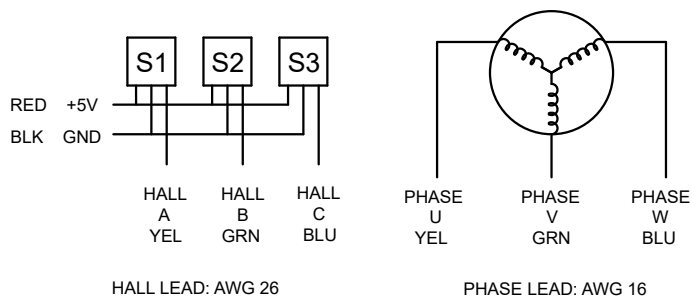 S1 S2 S3
RED +5V
BLK GND
HALL
A
YEL
HALL
B
GRN
HALL
C
BLU
HALL LEAD: AWG 26
PHASE
U
YEL
PHASE
V
GRN
PHASE
W
BLU
PHASE LEAD: AWG 16